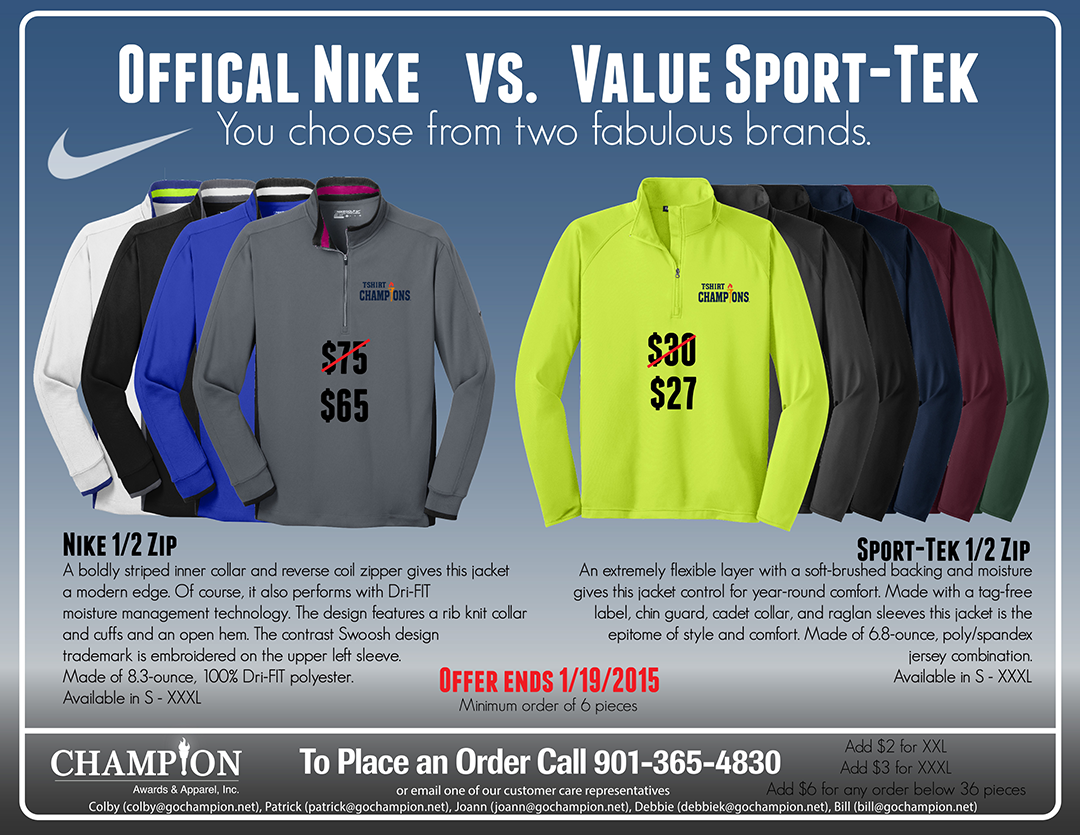 OFFICAL NIKE VS. VALUE SPORT-TEK
You choose from two fabulous brands.
TSHIRT
CHAMPIONS
$75
$65
TSHIRT
CHAMPIONS
$30
$27
NIKE 1/2 ZIP
A boldly striped inner collar and reverse coil zipper gives this jacket
a modern edge. Of course, it also performs with Dri-FIT
moisture management technology. The design features a rib knit collar
and cuffs and an open hem. The contrast Swoosh design
trademark is embroidered on the upper left sleeve.
Made of 8.3-ounce, 100% Dri-FIT polyester.
Available in S - XXXL
SPORT-TEK 1/2 ZIP
An extremely flexible layer with a soft-brushed backing and moisture
gives this jacket control for year-round comfort. Made with a tag-free
label, chin guard, cadet collar, and raglan sleeves this jacket is the
epitome of style and comfort. Made of 6.8-ounce, poly/spandex
jersey combination.
Available in S - XXXL
OFFER ENDS 1/19/2015
Minimum order of 6 pieces
CHAMPION
Awards & Apparel, Inc.
To Place an Order Call 901-365-4830
or email one of our customer care representatives
Add $2 for XXL
Add $3 for XXXL
Add $6 for any order below 36 pieces
Colby (colby@gochampion.net), Patrick (patrick@gochampion.net), Joann (joann@gochampion.net), Debbie (debbiek@gochampion.net), Bill (bill@gochampion.net)